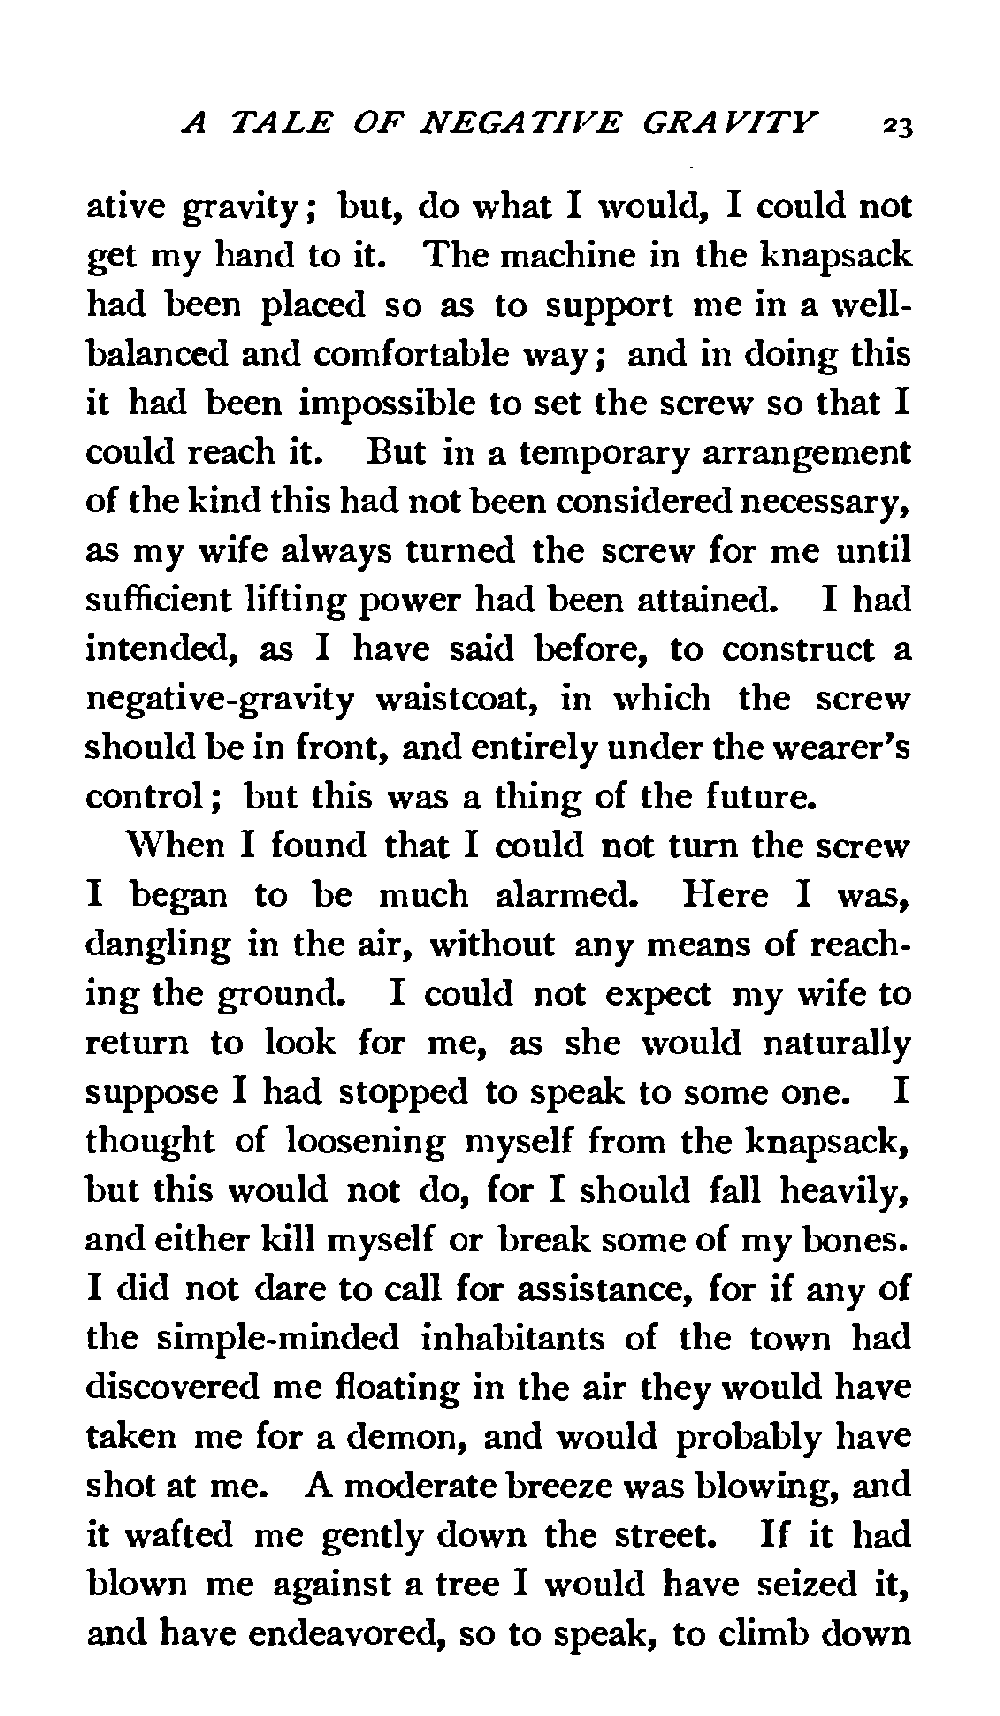 A TALE OF NEGATIVE GRAVITY 23
ative gravity; but, do what I would, I could not
get my hand to it. The machine in the knapsack
had been placed so as to support me in a well-
balanced and comfortable way; and in doing this
it had been impossible to set the screw so that I
could reach it. But in a temporary arrangement
of the kind this had not been considered necessary,
as my wife always turned the screw for me until
sufficient lifting power had been attained. I had
intended, as I have said before, to construct a
negative-gravity waistcoat, in which the screw
should be in front, and entirely under the wearer's
control; but this was a thing of the future.
When I found that I could not turn the screw
I began to be much alarmed. Here I was,
dangling in the air, without any means of reach-
ing the ground. I could not expect my wife to
return to look for me, as she would naturally
suppose I had stopped to speak to some one. I
thought of loosening myself from the knapsack,
but this would not do, for I should fall heavily,
and either kill myself or break some of my bones.
I did not dare to call for assistance, for if any of
the simple-minded inhabitants of the town had
discovered me floating in the air they would have
taken me for a demon, and would probably have
shot at me. A moderate breeze was blowing, and
it wafted me gently down the street. If it had
blown me against a tree I would have seized it,
and have endeavored, so to speak, to climb down